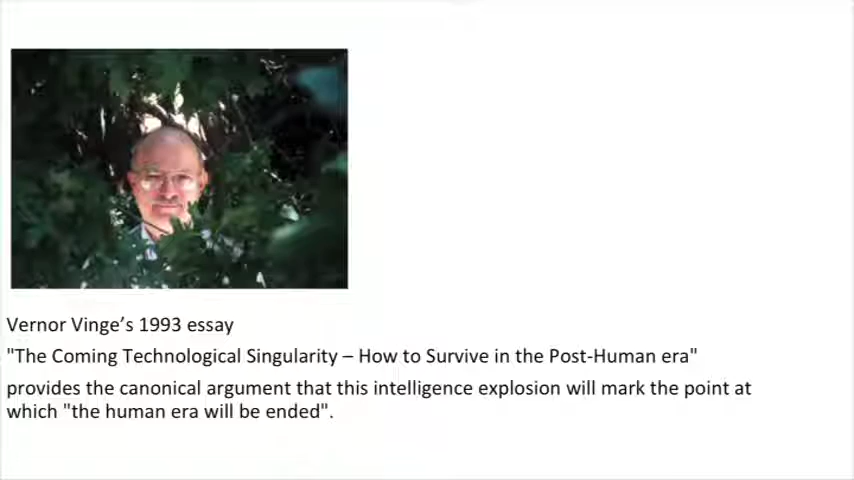 Vernor Vinge’s 1993 essay
"The Coming Technological Singularity – How to Survive in the Post-Human era"
provides the canonical argument that this intelligence explosion will mark the point at
which "the human era will be ended".